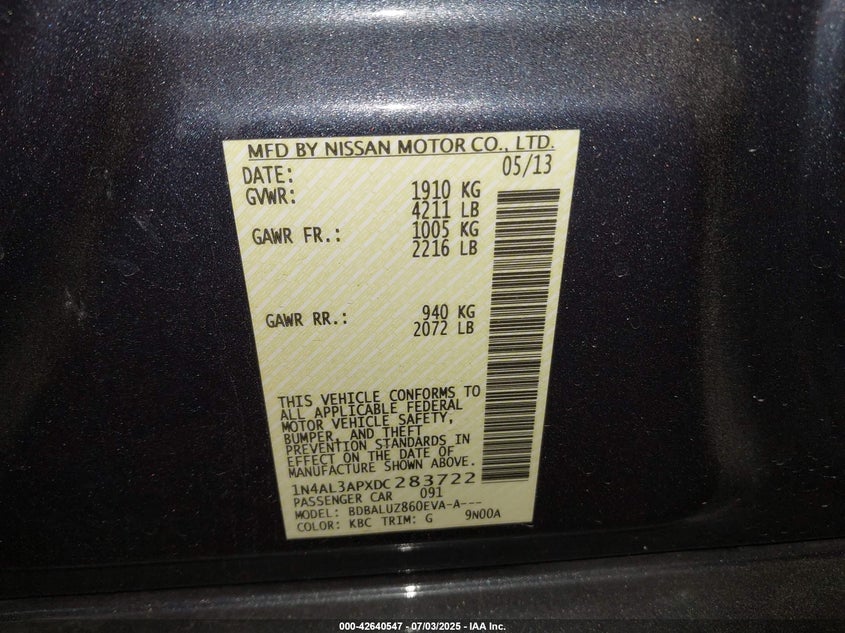 MFD BY NISSAN MOTOR CO., LTD.
DATE: 05/13
GVWR: 1910 KG
4211 LB
GAWR FR.: 1005 KG
2216 LB
GAWR RR.: 940 KG
2072 LB
THIS VEHICLE CONFORMS TO
ALL APPLICABLE FEDERAL
MOTOR VEHICLE SAFETY,
BUMPER, AND THEFT
PREVENTION STANDARDS IN
EFFECT ON THE DATE OF
MANUFACTURE SHOWN ABOVE.
1N4AL3APXDC283722
PASSENGER CAR 091
MODEL: BDBALUZ860EVA-A---
COLOR: KBC TRIM: G 9N00A
000-42640547 - 07/03/2025 - IAA Inc.